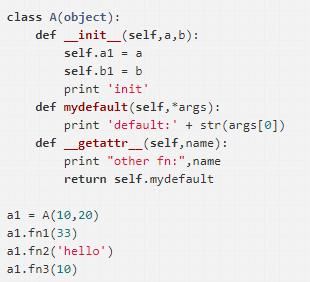 class A(object):
    def __init__(self,a,b):
        self.a1 = a
        self.b1 = b
        print 'init'
    def mydefault(self,*args):
        print 'default:' + str(args[0])
    def __getattr__(self,name):
        print "other fn:",name
        return self.mydefault

a1 = A(10,20)
a1.fn1(33)
a1.fn2('hello')
a1.fn3(10)